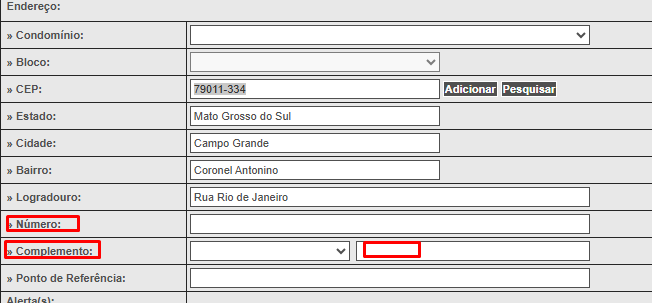 Endereço:
» Condomínio:
» Bloco:
» CEP: 79011-334 Adicionar Pesquisar
» Estado: Mato Grosso do Sul
» Cidade: Campo Grande
» Bairro: Coronel Antonino
» Logradouro: Rua Rio de Janeiro
» Número:
» Complemento:
» Ponto de Referência:
Alerta(s):